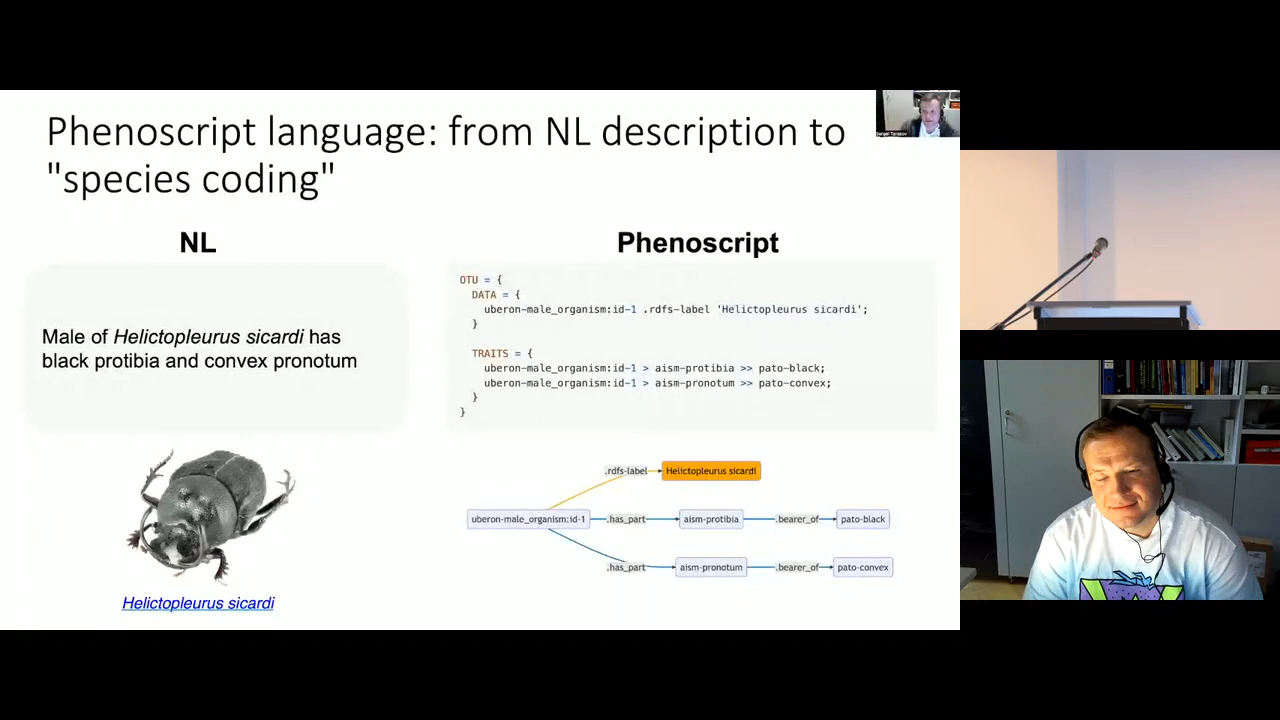 Phenoscript language: from NL description to
"species coding"
Sergei Tarasov
NL
Male of Helictopleurus sicardi has
black protibia and convex pronotum
Helictopleurus sicardi
Phenoscript
OTU = {
DATA = {
uberon-male_organism:id-1 .rdfs-label 'Helictopleurus sicardi';
}
TRAITS = {
uberon-male_organism:id-1 > aism-protibia >> pato-black;
uberon-male_organism:id-1 > aism-pronotum >> pato-convex;
}
}
.rdfs-label Helictopleurus sicardi
uberon-male_organism:id-1 .has_part aism-protibia .bearer_of pato-black
.has_part aism-pronotum .bearer_of pato-convex